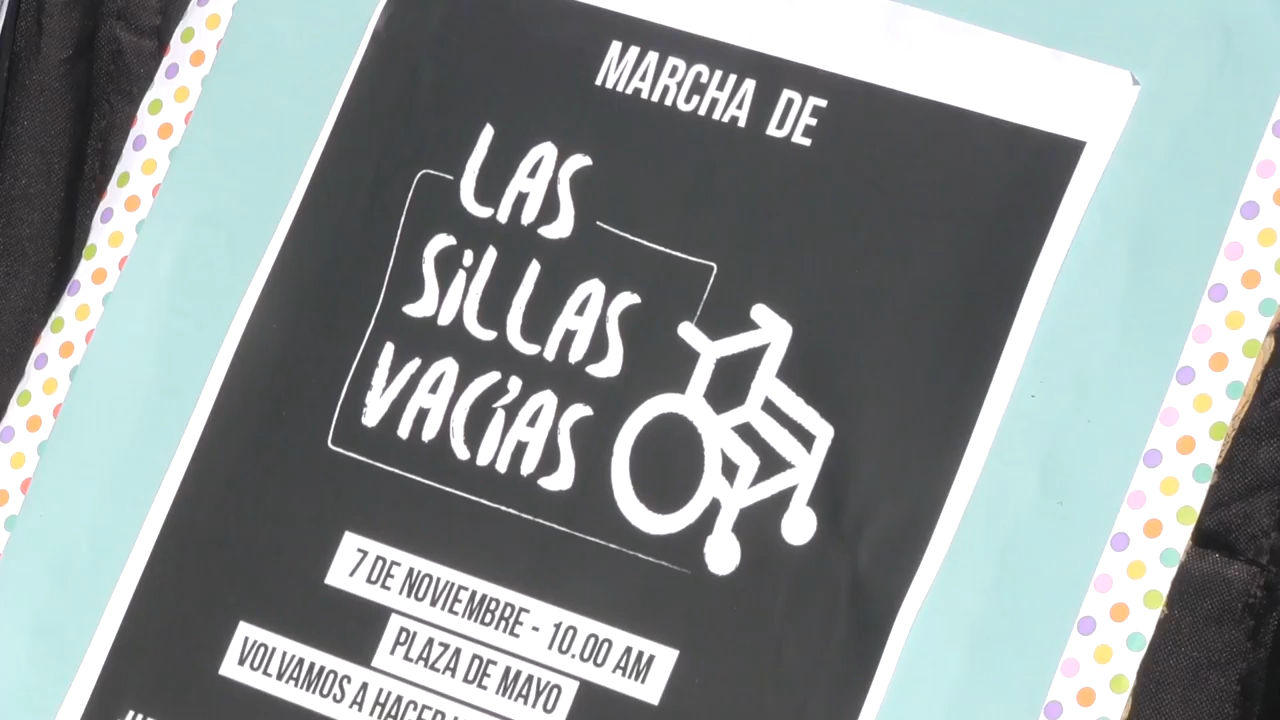 MARCHA DE
LAS
SiLLAS
VACíAS
7 DE NOVIEMBRE - 10.00 AM
PLAZA DE MAYO
VOLVAMOS A HACER